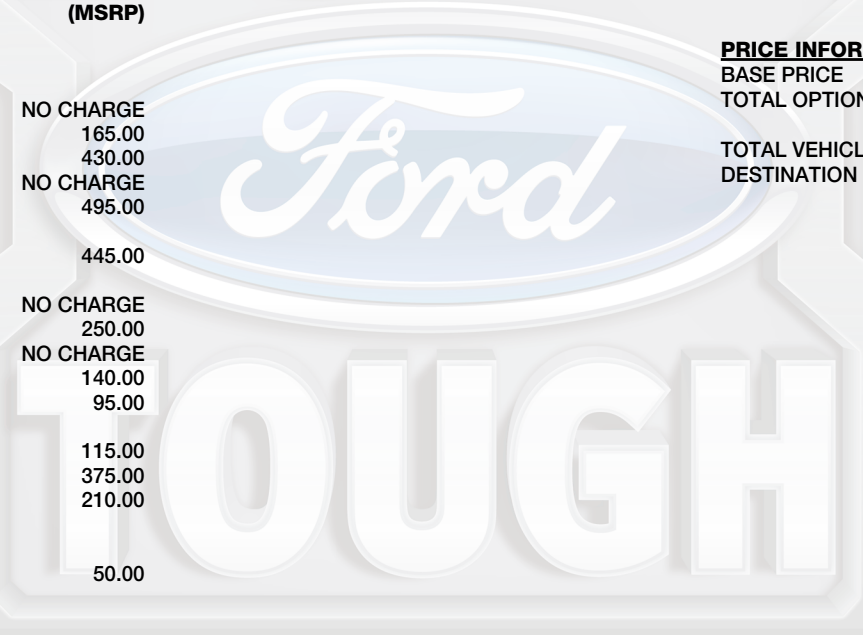 (MSRP)
NO CHARGE
165.00
430.00
NO CHARGE
495.00
445.00
NO CHARGE
250.00
NO CHARGE
140.00
95.00
115.00
375.00
210.00
50.00
PRICE INFOR
BASE PRICE
TOTAL OPTION
TOTAL VEHICL
DESTINATION
Ford
TOUGH